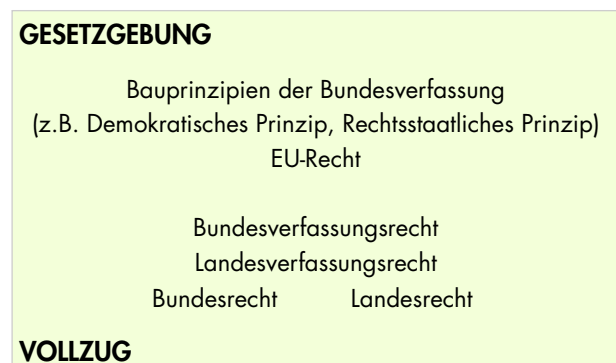 GESETZGEBUNG
Bauprinzipien der Bundesverfassung
(z.B. Demokratisches Prinzip, Rechtsstaatliches Prinzip)
EU-Recht
Bundesverfassungsrecht
Landesverfassungsrecht
Bundesrecht Landesrecht
VOLLZUG